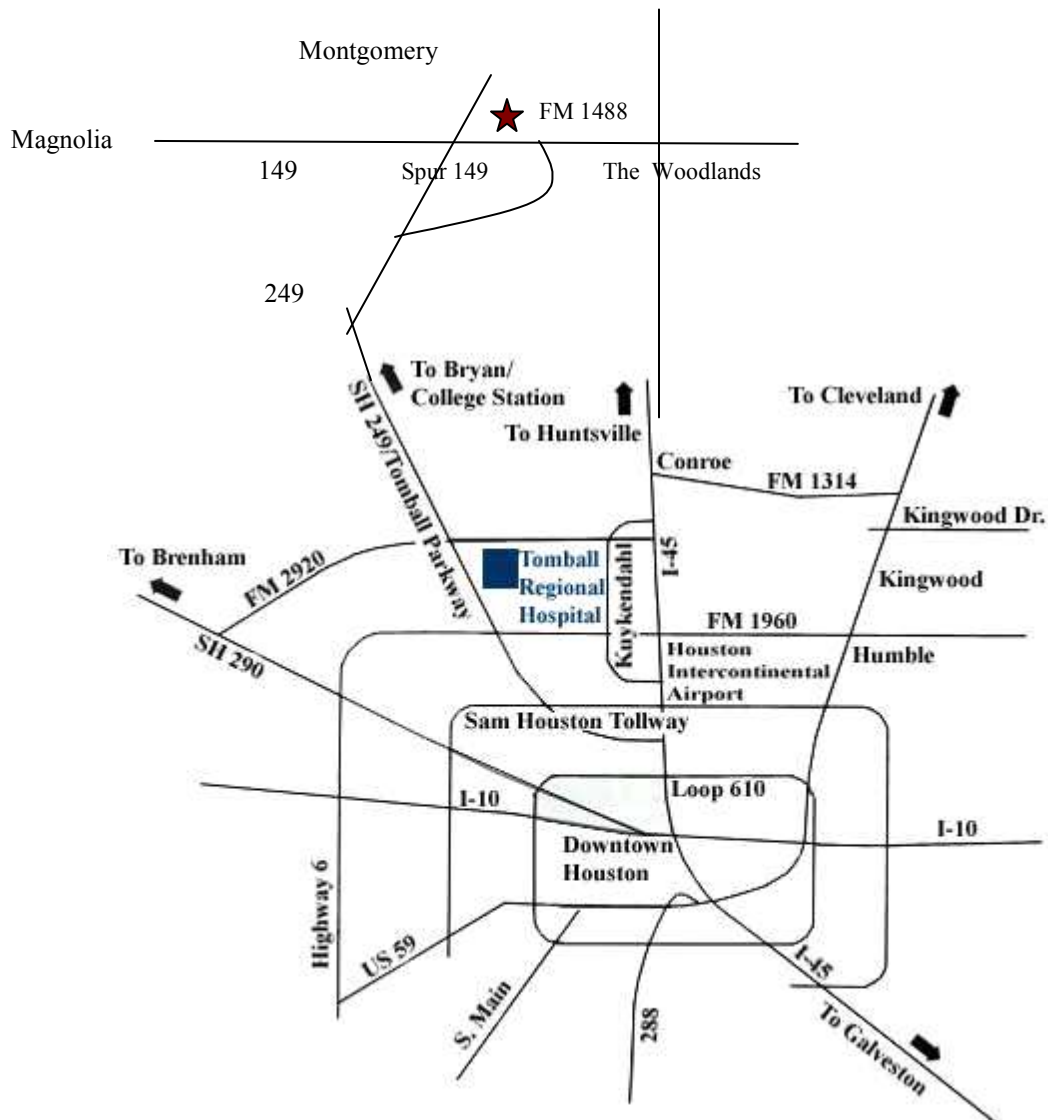 Montgomery
FM 1488
Magnolia
149
Spur 149
The Woodlands
249
To Bryan/
College Station
To Huntsville
To Cleveland
SH 249/Tomball Parkway
Conroe
FM 1314
Kingwood Dr.
To Brenham
FM 2920
Tomball
Regional
Hospital
Kuykendahl
I-45
Kingwood
FM 1960
SH 290
Houston
Intercontinental
Airport
Humble
Sam Houston Tollway
I-10
Loop 610
I-10
Downtown
Houston
Highway 6
US 59
S. Main
288
I-45
To Galveston